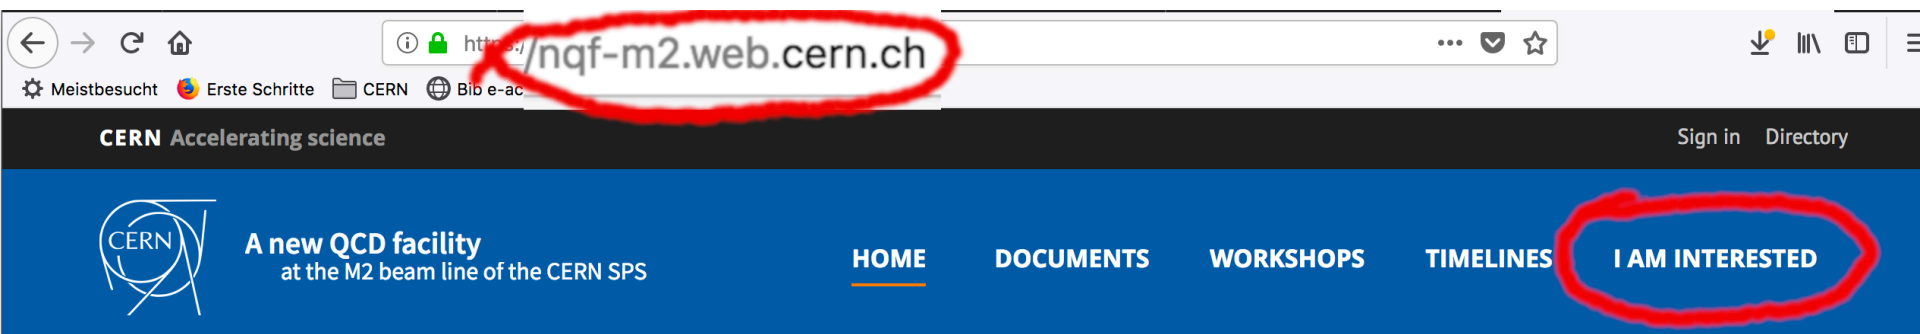 https://nqf-m2.web.cern.ch
Meistbesucht Erste Schritte CERN Bib e-ac
CERN Accelerating science Sign in Directory
CERN
A new QCD facility
at the M2 beam line of the CERN SPS
HOME DOCUMENTS WORKSHOPS TIMELINES I AM INTERESTED